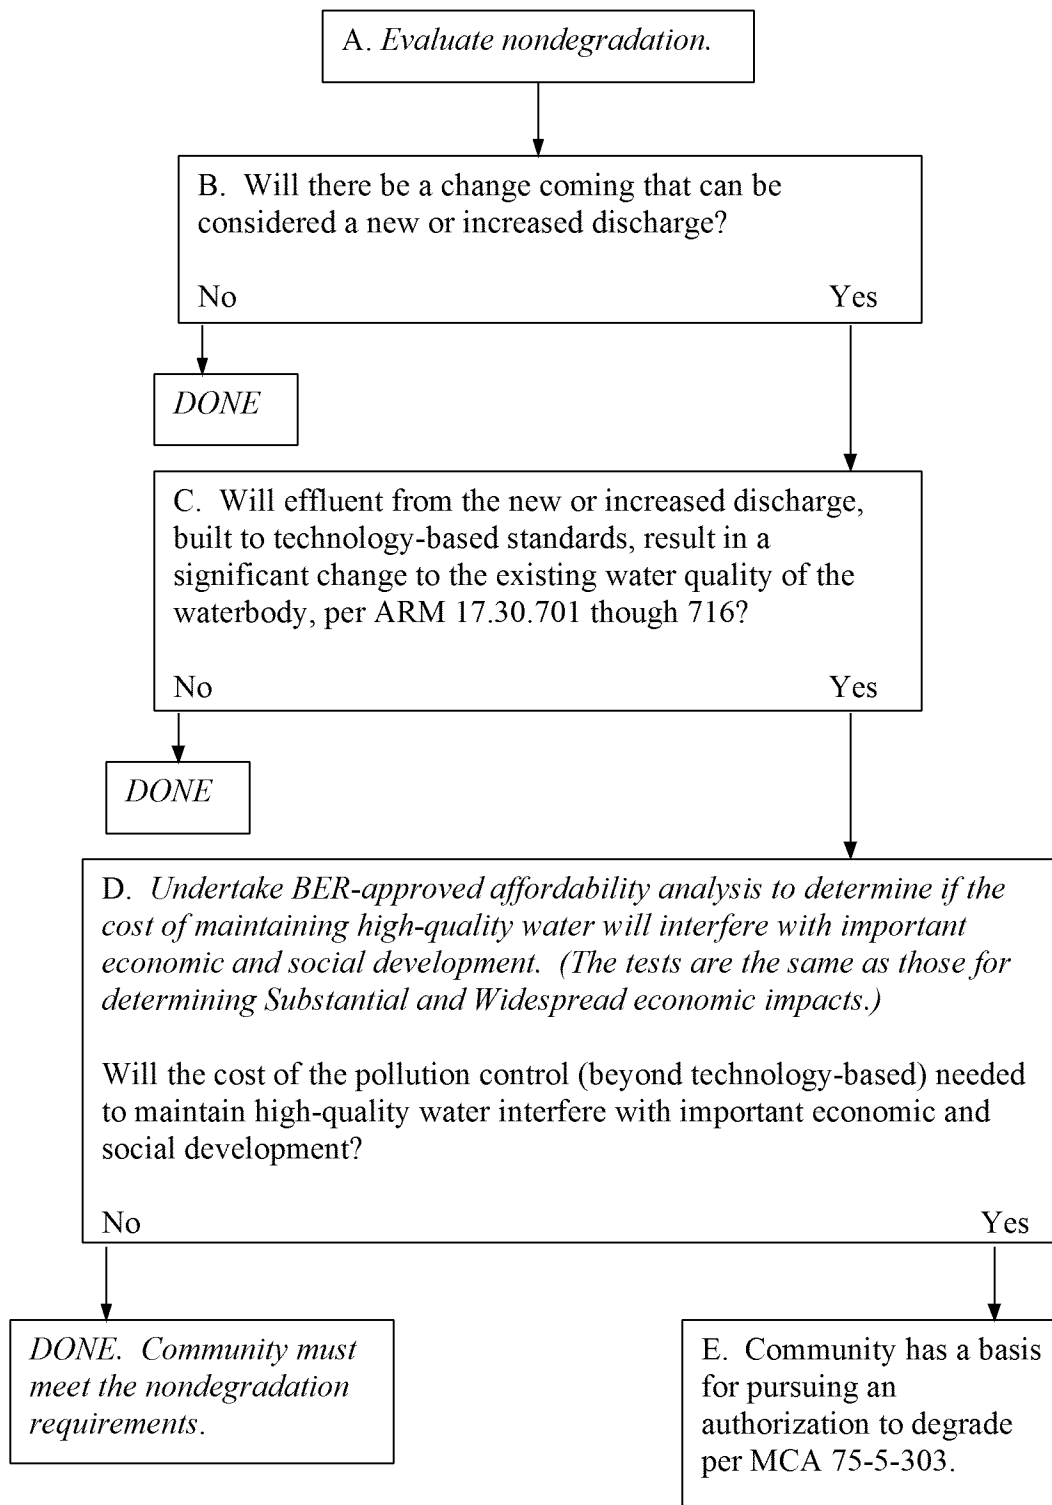 A. Evaluate nondegradation.
B.  Will there be a change coming that can be
considered a new or increased discharge?
No Yes
DONE
C.  Will effluent from the new or increased discharge,
built to technology-based standards, result in a
significant change to the existing water quality of the
waterbody, per ARM 17.30.701 though 716?
No Yes
DONE
D.  Undertake BER-approved affordability analysis to determine if the
cost of maintaining high-quality water will interfere with important
economic and social development.  (The tests are the same as those for
determining Substantial and Widespread economic impacts.)
Will the cost of the pollution control (beyond technology-based) needed
to maintain high-quality water interfere with important economic and
social development?
No Yes
DONE.  Community must
meet the nondegradation
requirements.
E.  Community has a basis
for pursuing an
authorization to degrade
per MCA 75-5-303.